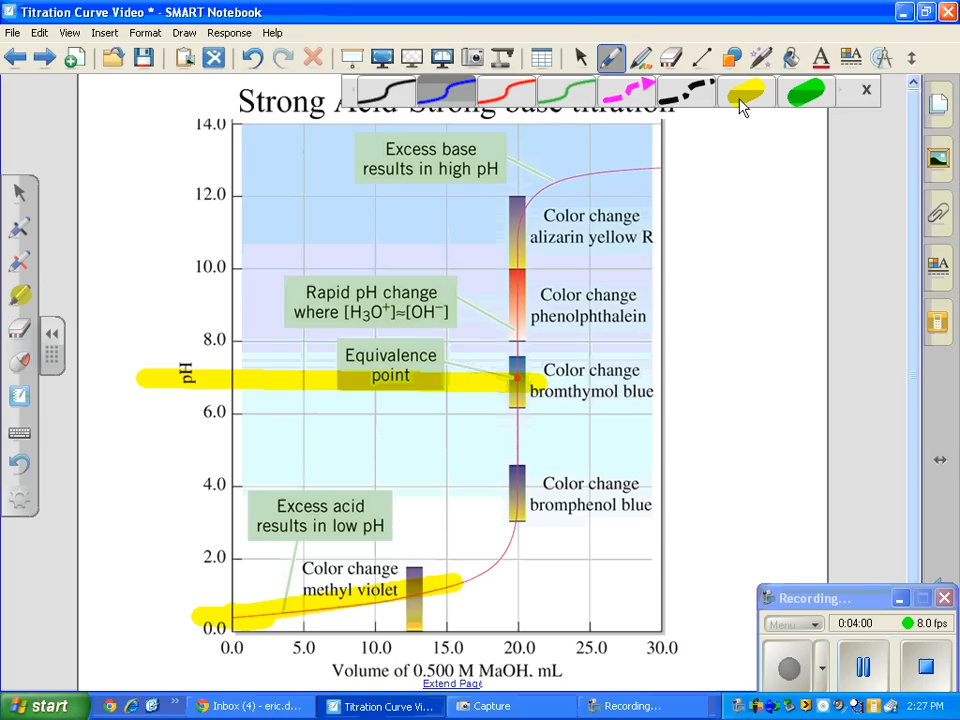 Titration Curve Video * - SMART Notebook
File Edit View Insert Format Draw Response Help
Strong Acid Strong base titration
x
14.0
12.0
10.0
8.0
6.0
4.0
2.0
0.0
pH
Excess base
results in high pH
Color change
alizarin yellow R
Rapid pH change
where [H₃O⁺]≈[OH⁻]
Color change
phenolphthalein
Equivalence
point
Color change
bromthymol blue
Color change
bromphenol blue
Excess acid
results in low pH
Color change
methyl violet
0.0 5.0 10.0 15.0 20.0 25.0 30.0
Volume of 0.500 M MaOH, mL
Extend Page
Recording...
Menu 0:04:00 8.0 fps
start Inbox (4) - eric.d... Titration Curve Vi... Capture Recording... 2:27 PM